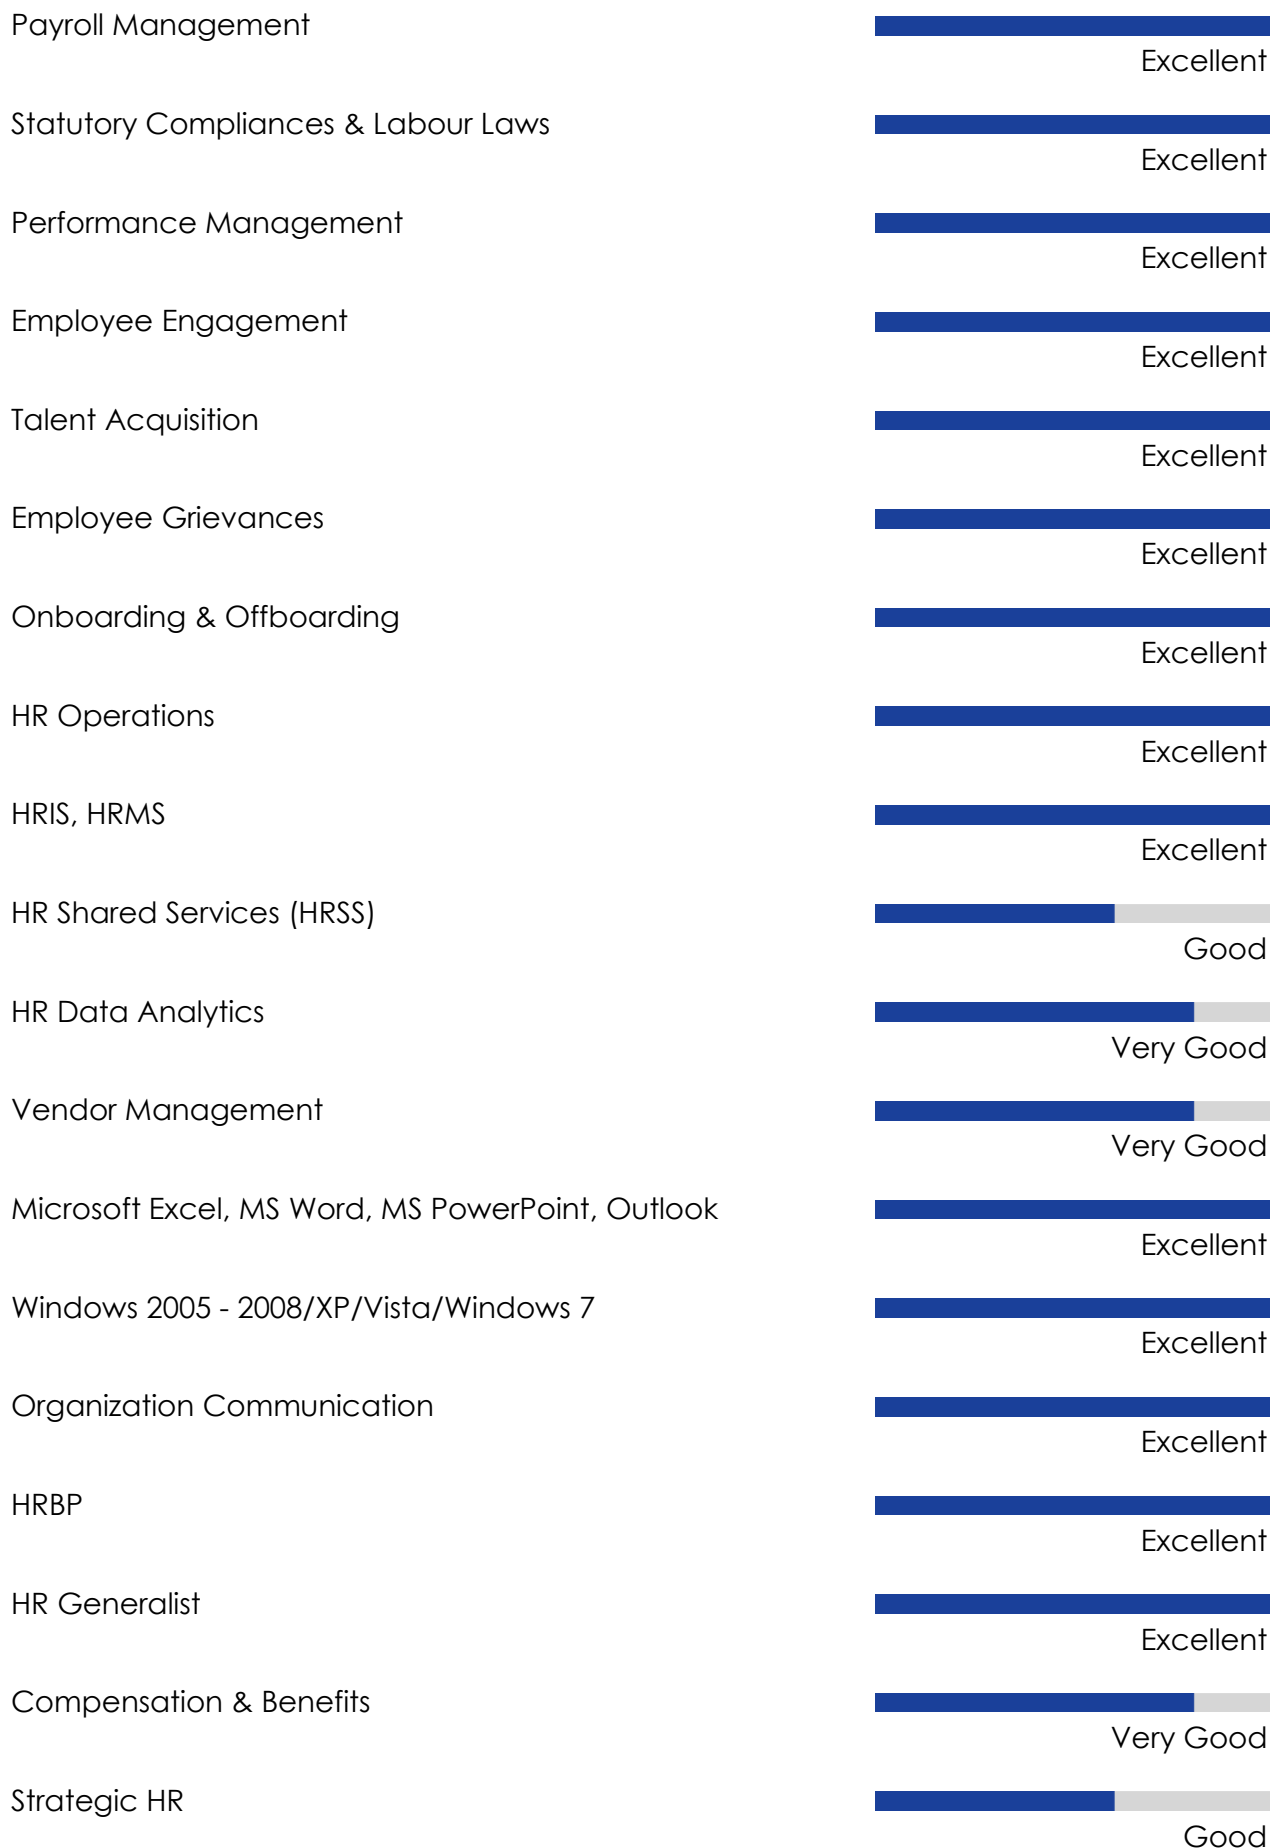 Payroll Management
Excellent
Statutory Compliances & Labour Laws
Excellent
Performance Management
Excellent
Employee Engagement
Excellent
Talent Acquisition
Excellent
Employee Grievances
Excellent
Onboarding & Offboarding
Excellent
HR Operations
Excellent
HRIS, HRMS
Excellent
HR Shared Services (HRSS)
Good
HR Data Analytics
Very Good
Vendor Management
Very Good
Microsoft Excel, MS Word, MS PowerPoint, Outlook
Excellent
Windows 2005 - 2008/XP/Vista/Windows 7
Excellent
Organization Communication
Excellent
HRBP
Excellent
HR Generalist
Excellent
Compensation & Benefits
Very Good
Strategic HR
Good